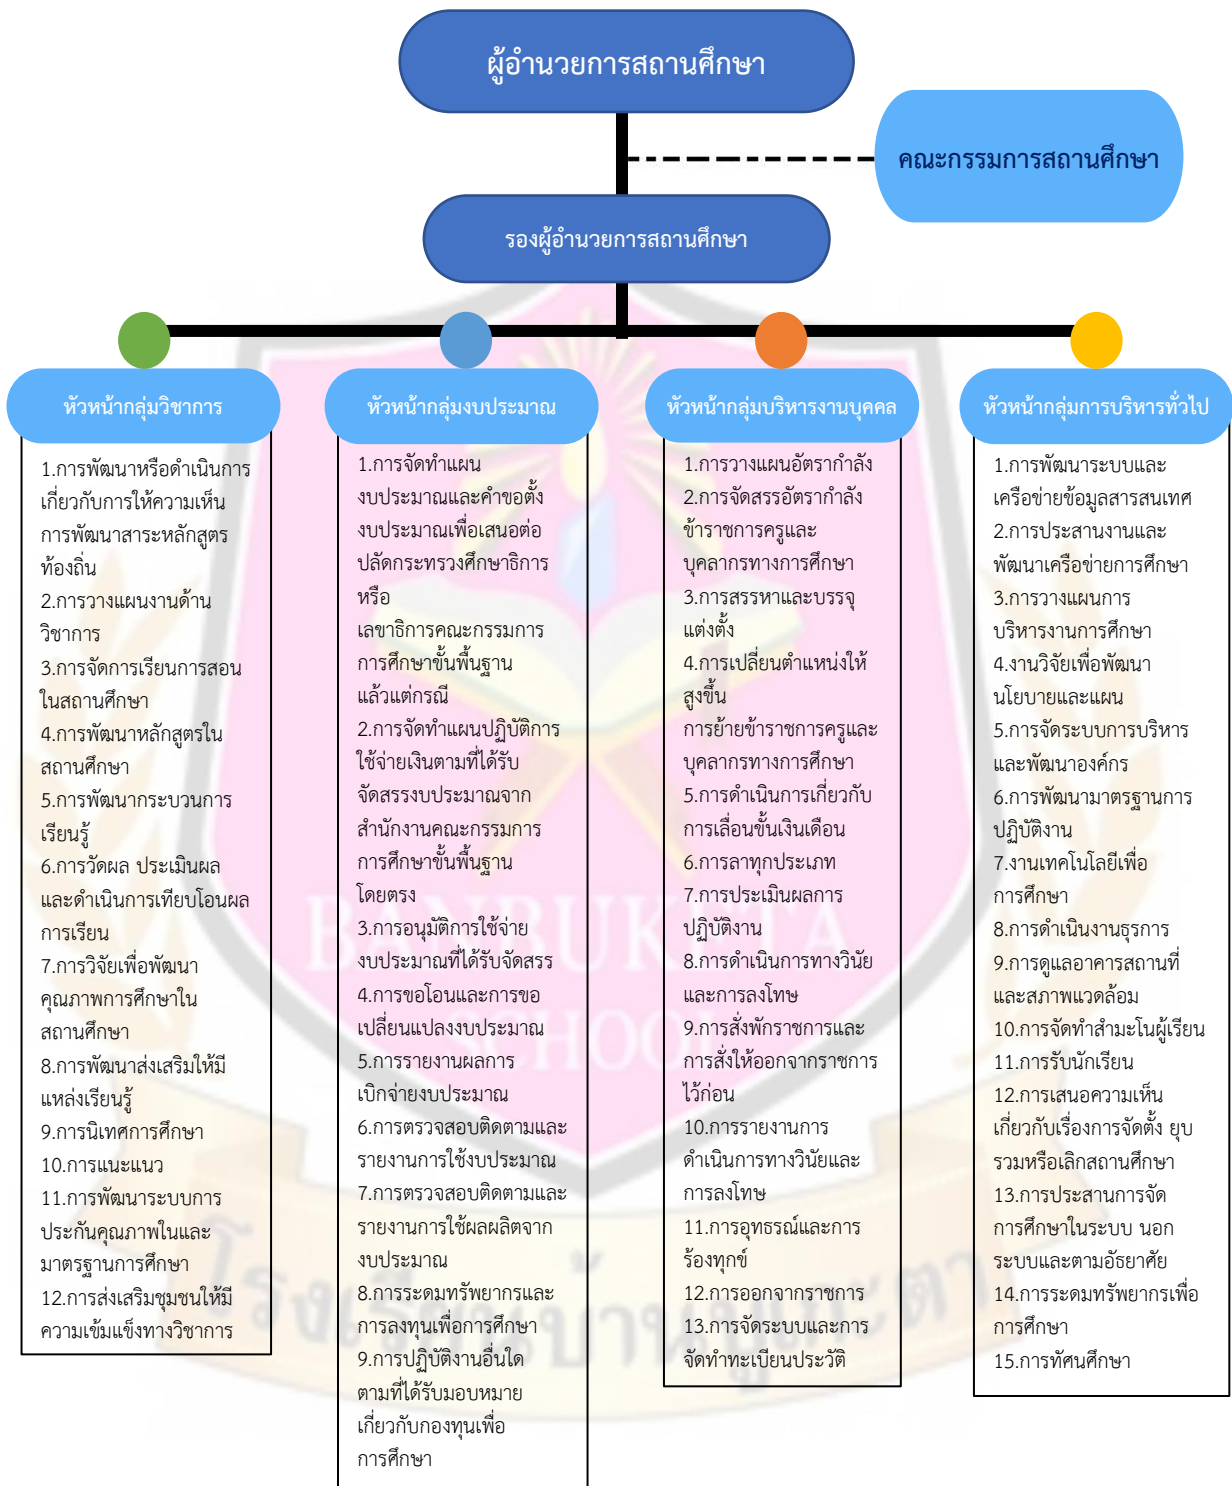 ผู้อำนวยการสถานศึกษา
คณะกรรมการสถานศึกษา
รองผู้อำนวยการสถานศึกษา
หัวหน้ากลุ่มวิชาการ
1.การพัฒนาหรือดำเนินการ
เกี่ยวกับการให้ความเห็น
การพัฒนาสาระหลักสูตร
ท้องถิ่น
2.การวางแผนงานด้าน
วิชาการ
3.การจัดการเรียนการสอน
ในสถานศึกษา
4.การพัฒนาหลักสูตรใน
สถานศึกษา
5.การพัฒนากระบวนการ
เรียนรู้
6.การวัดผล ประเมินผล
และดำเนินการเทียบโอนผล
การเรียน
7.การวิจัยเพื่อพัฒนา
คุณภาพการศึกษาใน
สถานศึกษา
8.การพัฒนาส่งเสริมให้มี
แหล่งเรียนรู้
9.การนิเทศการศึกษา
10.การแนะแนว
11.การพัฒนาระบบการ
ประกันคุณภาพในและ
มาตรฐานการศึกษา
12.การส่งเสริมชุมชนให้มี
ความเข้มแข็งทางวิชาการ
หัวหน้ากลุ่มงบประมาณ
1.การจัดทำแผน
งบประมาณและคำขอตั้ง
งบประมาณเพื่อเสนอต่อ
ปลัดกระทรวงศึกษาธิการ
หรือ
เลขาธิการคณะกรรมการ
การศึกษาขั้นพื้นฐาน
แล้วแต่กรณี
2.การจัดทำแผนปฏิบัติการ
ใช้จ่ายเงินตามที่ได้รับ
จัดสรรงบประมาณจาก
สำนักงานคณะกรรมการ
การศึกษาขั้นพื้นฐาน
โดยตรง
3.การอนุมัติการใช้จ่าย
งบประมาณที่ได้รับจัดสรร
4.การขอโอนและการขอ
เปลี่ยนแปลงงบประมาณ
5.การรายงานผลการ
เบิกจ่ายงบประมาณ
6.การตรวจสอบติดตามและ
รายงานการใช้งบประมาณ
7.การตรวจสอบติดตามและ
รายงานการใช้ผลผลิตจาก
งบประมาณ
8.การระดมทรัพยากรและ
การลงทุนเพื่อการศึกษา
9.การปฏิบัติงานอื่นใด
ตามที่ได้รับมอบหมาย
เกี่ยวกับกองทุนเพื่อ
การศึกษา
หัวหน้ากลุ่มบริหารงานบุคคล
1.การวางแผนอัตรากำลัง
2.การจัดสรรอัตรากำลัง
ข้าราชการครูและ
บุคลากรทางการศึกษา
3.การสรรหาและบรรจุ
แต่งตั้ง
4.การเปลี่ยนตำแหน่งให้
สูงขึ้น
การย้ายข้าราชการครูและ
บุคลากรทางการศึกษา
5.การดำเนินการเกี่ยวกับ
การเลื่อนขั้นเงินเดือน
6.การลาทุกประเภท
7.การประเมินผลการ
ปฏิบัติงาน
8.การดำเนินการทางวินัย
และการลงโทษ
9.การสั่งพักราชการและ
การสั่งให้ออกจากราชการ
ไว้ก่อน
10.การรายงานการ
ดำเนินการทางวินัยและ
การลงโทษ
11.การอุทธรณ์และการ
ร้องทุกข์
12.การออกจากราชการ
13.การจัดระบบและการ
จัดทำทะเบียนประวัติ
หัวหน้ากลุ่มการบริหารทั่วไป
1.การพัฒนาระบบและ
เครือข่ายข้อมูลสารสนเทศ
2.การประสานงานและ
พัฒนาเครือข่ายการศึกษา
3.การวางแผนการ
บริหารงานการศึกษา
4.งานวิจัยเพื่อพัฒนา
นโยบายและแผน
5.การจัดระบบการบริหาร
และพัฒนาองค์กร
6.การพัฒนามาตรฐานการ
ปฏิบัติงาน
7.งานเทคโนโลยีเพื่อ
การศึกษา
8.การดำเนินงานธุรการ
9.การดูแลอาคารสถานที่
และสภาพแวดล้อม
10.การจัดทำสำมะโนผู้เรียน
11.การรับนักเรียน
12.การเสนอความเห็น
เกี่ยวกับเรื่องการจัดตั้ง ยุบ
รวมหรือเลิกสถานศึกษา
13.การประสานการจัด
การศึกษาในระบบ นอก
ระบบและตามอัธยาศัย
14.การระดมทรัพยากรเพื่อ
การศึกษา
15.การทัศนศึกษา
BANBUKETA
SCHOOL
โรงเรียนบ้านบูเกะตา